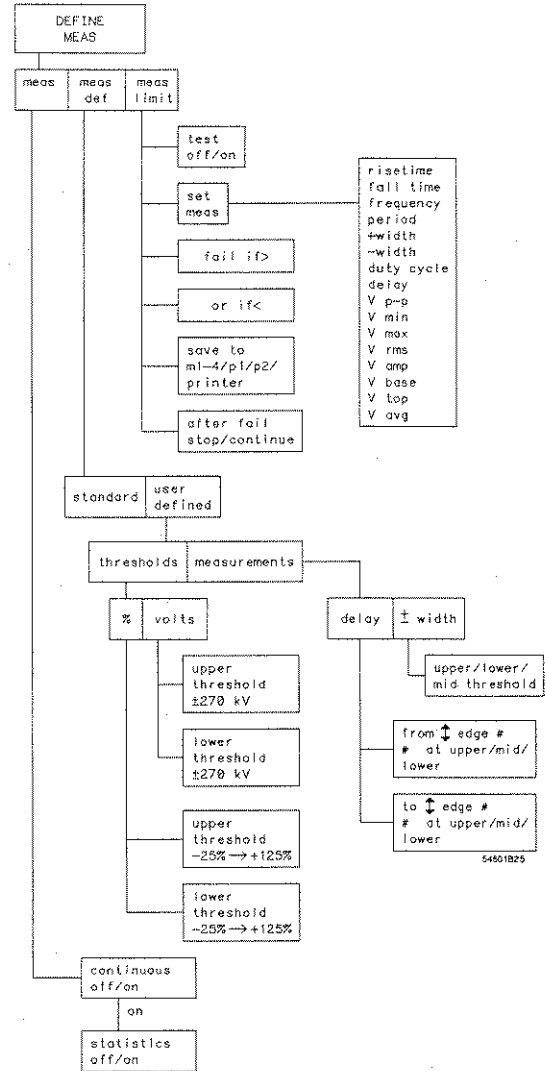 DEFINE
MEAS
meas
meas
def
meas
limit
test
off/on
set
meas
risetime
fall time
frequency
period
+width
-width
duty cycle
delay
V p-p
V min
V max
V rms
V amp
V base
V top
V avg
fail if>
or if<
save to
m1-4/p1/p2/
printer
after fail
stop/continue
standard
user
defined
thresholds
measurements
%
volts
delay
± width
upper
threshold
±270 kV
lower
threshold
±270 kV
upper
threshold
-25%→+125%
lower
threshold
-25%→+125%
upper/lower/
mid threshold
from ↕ edge #
# at upper/mid/
lower
to ↕ edge #
# at upper/mid/
lower
54601B25
continuous
off/on
on
statistics
off/on